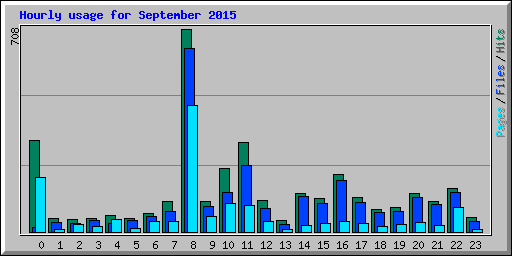 Hourly usage for September 2015
708
Pages/Files/Hits
0 1 2 3 4 5 6 7 8 9 10 11 12 13 14 15 16 17 18 19 20 21 22 23